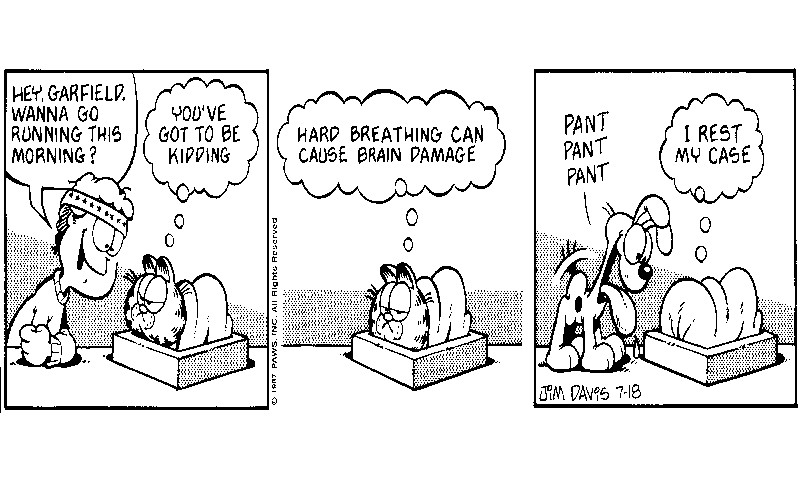 HEY, GARFIELD.
WANNA GO
RUNNING THIS
MORNING?
YOU'VE
GOT TO BE
KIDDING
© 1987 PAWS, INC. All Rights Reserved
HARD BREATHING CAN
CAUSE BRAIN DAMAGE
PANT
PANT
PANT
I REST
MY CASE
JIM DAVIS 7-18